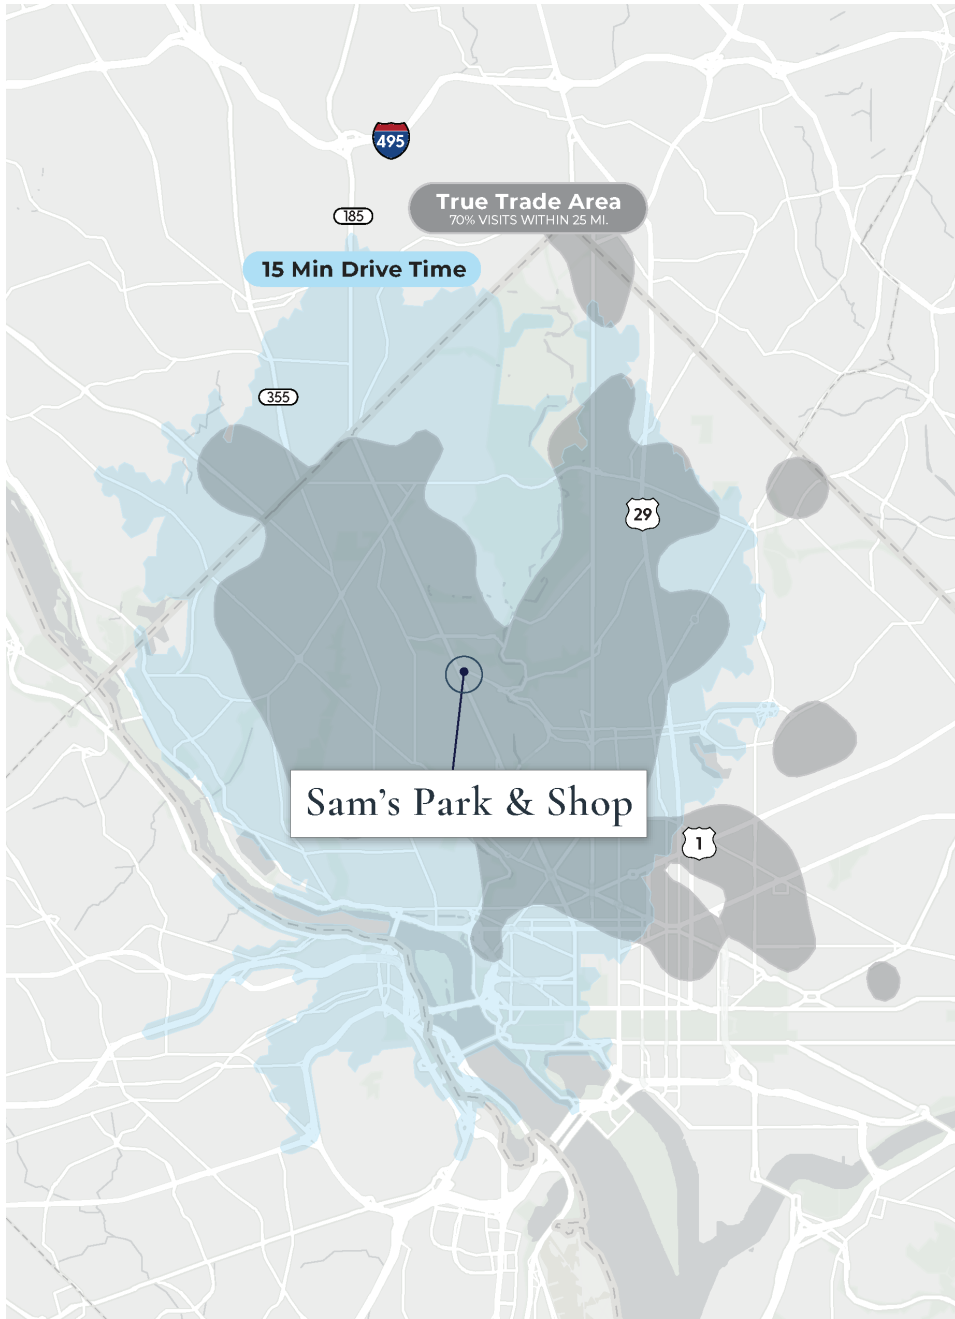 495
185
True Trade Area
70% VISITS WITHIN 25 MI.
15 Min Drive Time
355
29
Sam's Park & Shop
1